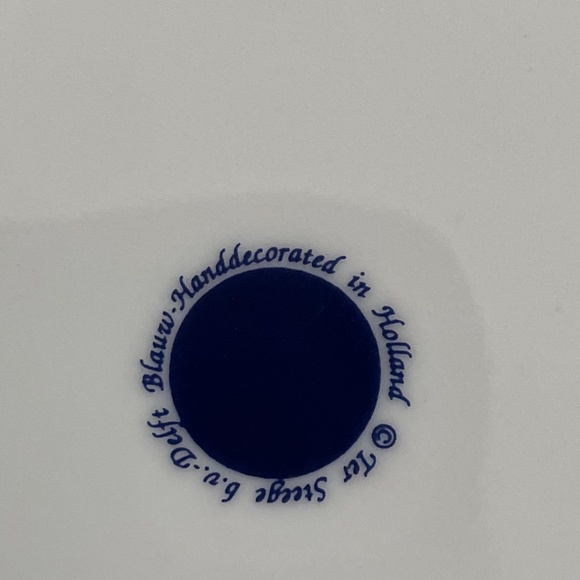 Delft Blauw-Handdecorated in Holland © Ter Steege b.v.-